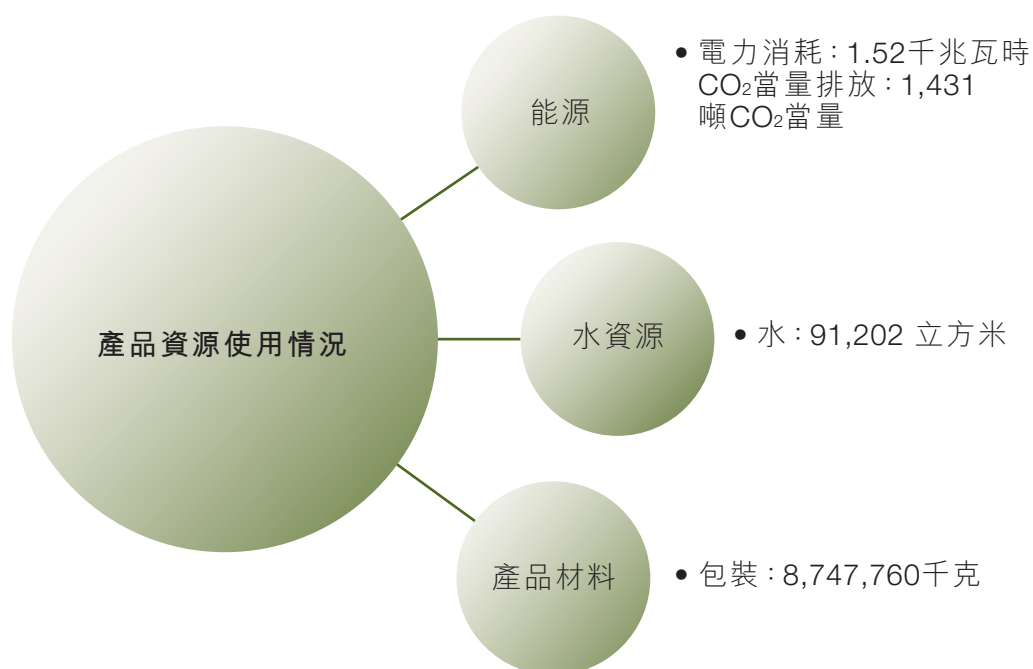 能源
• 電力消耗：1.52千兆瓦時
CO₂當量排放：1,431
噸CO₂當量
產品資源使用情況
水資源
• 水：91,202 立方米
產品材料
• 包裝：8,747,760千克